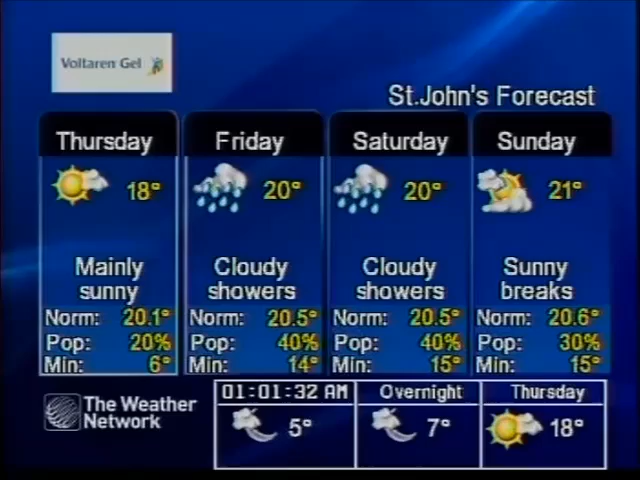 Voltaren Gel
St.John's Forecast
Thursday Friday Saturday Sunday
18° 20° 20° 21°
Mainly Cloudy Cloudy Sunny
sunny showers showers breaks
Norm: 20.1° Norm: 20.5° Norm: 20.5° Norm: 20.6°
Pop: 20% Pop: 40% Pop: 40% Pop: 30%
Min: 6° Min: 14° Min: 15° Min: 15°
The Weather
Network
01:01:32 AM Overnight Thursday
5° 7° 18°